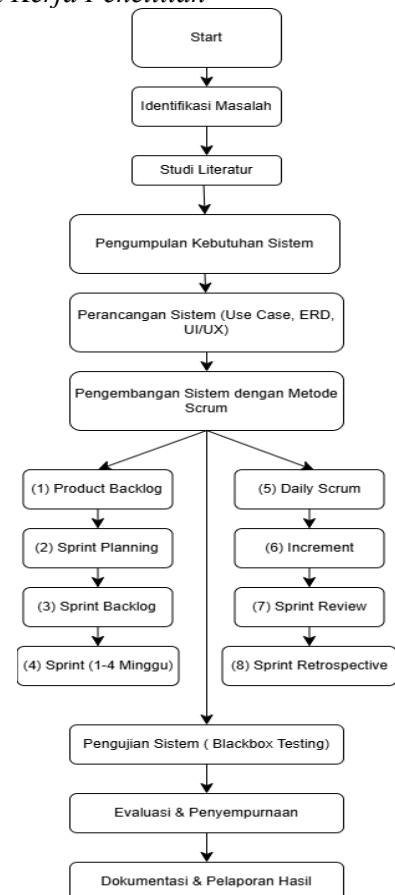 Kerja Penelitian
Start
Identifikasi Masalah
Studi Literatur
Pengumpulan Kebutuhan Sistem
Perancangan Sistem (Use Case, ERD,
UI/UX)
Pengembangan Sistem dengan Metode
Scrum
(1) Product Backlog
(2) Sprint Planning
(3) Sprint Backlog
(4) Sprint (1-4 Minggu)
(5) Daily Scrum
(6) Increment
(7) Sprint Review
(8) Sprint Retrospective
Pengujian Sistem ( Blackbox Testing)
Evaluasi & Penyempurnaan
Dokumentasi & Pelaporan Hasil